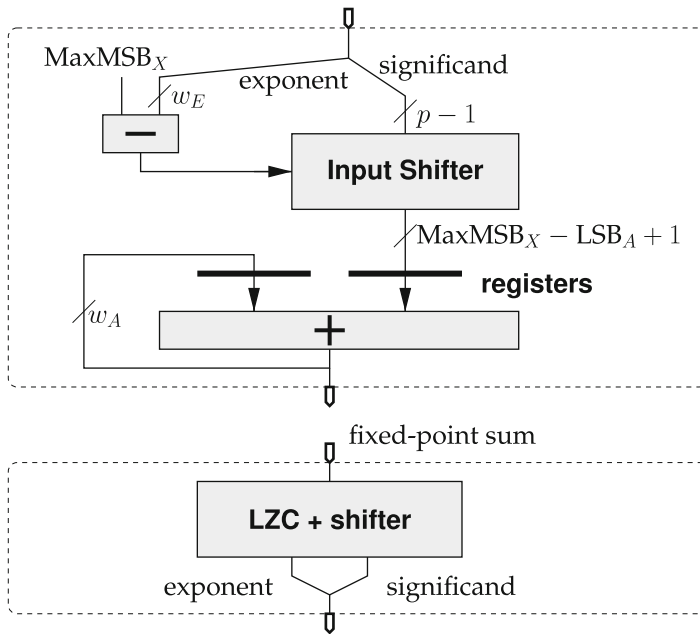 MaxMSB_X
exponent
significand
w_E
p − 1
−
Input Shifter
MaxMSB_X − LSB_A + 1
registers
w_A
+
fixed-point sum
LZC + shifter
exponent
significand